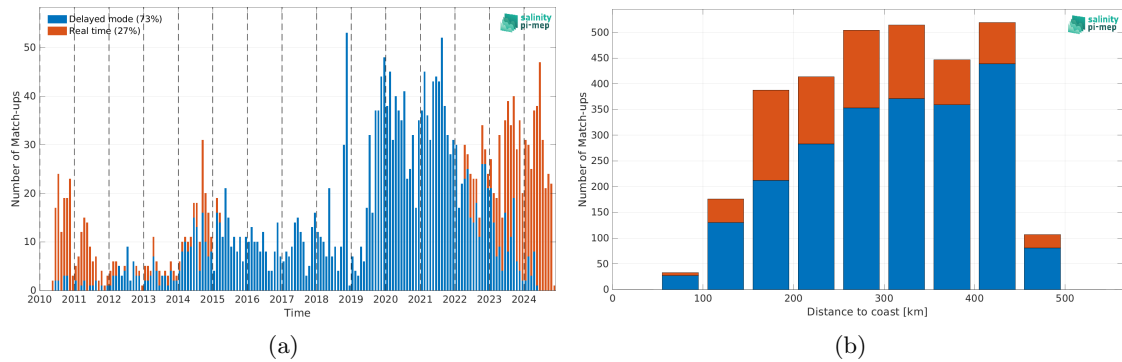 Delayed mode (73%)
Real time (27%)
salinity
pi-mep
Number of Match-ups
50
40
30
20
10
0
2010 2011 2012 2013 2014 2015 2016 2017 2018 2019 2020 2021 2022 2023 2024
Time
(a)
salinity
pi-mep
Number of Match-ups
500
450
400
350
300
250
200
150
100
50
0
0 100 200 300 400 500
Distance to coast [km]
(b)